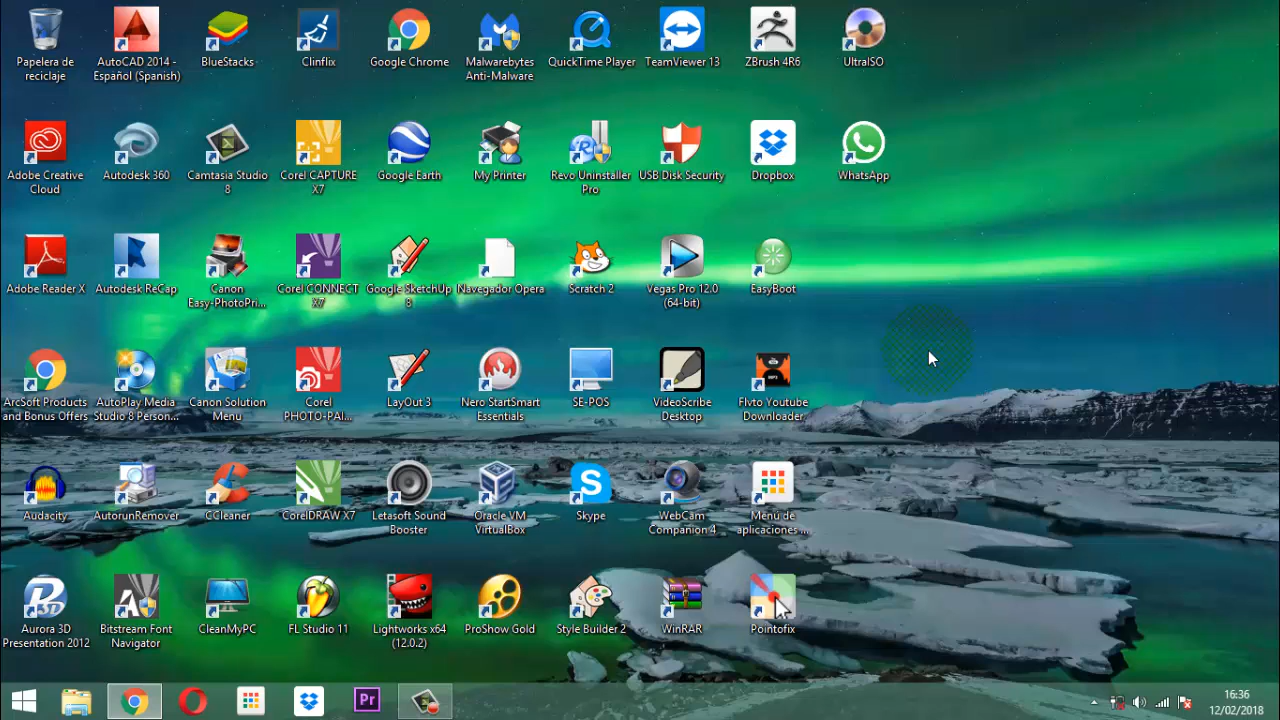 Papelera de
reciclaje
AutoCAD 2014 -
Español (Spanish)
BlueStacks
Clinflix
Google Chrome
Malwarebytes
Anti-Malware
QuickTime Player
TeamViewer 13
ZBrush 4R6
UltraISO
Adobe Creative
Cloud
Autodesk 360
Camtasia Studio
8
Corel CAPTURE
X7
Google Earth
My Printer
Revo Uninstaller
Pro
USB Disk Security
Dropbox
WhatsApp
Adobe Reader X
Autodesk ReCap
Canon
Easy-PhotoPri...
Corel CONNECT
X7
Google SketchUp
8
Navegador Opera
Scratch 2
Vegas Pro 12.0
(64-bit)
EasyBoot
ArcSoft Products
and Bonus Offers
AutoPlay Media
Studio 8 Person...
Canon Solution
Menu
Corel
PHOTO-PAI...
LayOut 3
Nero StartSmart
Essentials
SE-POS
VideoScribe
Desktop
Flvto Youtube
Downloader
Audacity
AutorunRemover
CCleaner
CorelDRAW X7
Letasoft Sound
Booster
Oracle VM
VirtualBox
Skype
WebCam
Companion 4
Menú de
aplicaciones ...
Aurora 3D
Presentation 2012
Bitstream Font
Navigator
CleanMyPC
FL Studio 11
Lightworks x64
(12.0.2)
ProShow Gold
Style Builder 2
WinRAR
Pointofix
Pr
16:36
12/02/2018